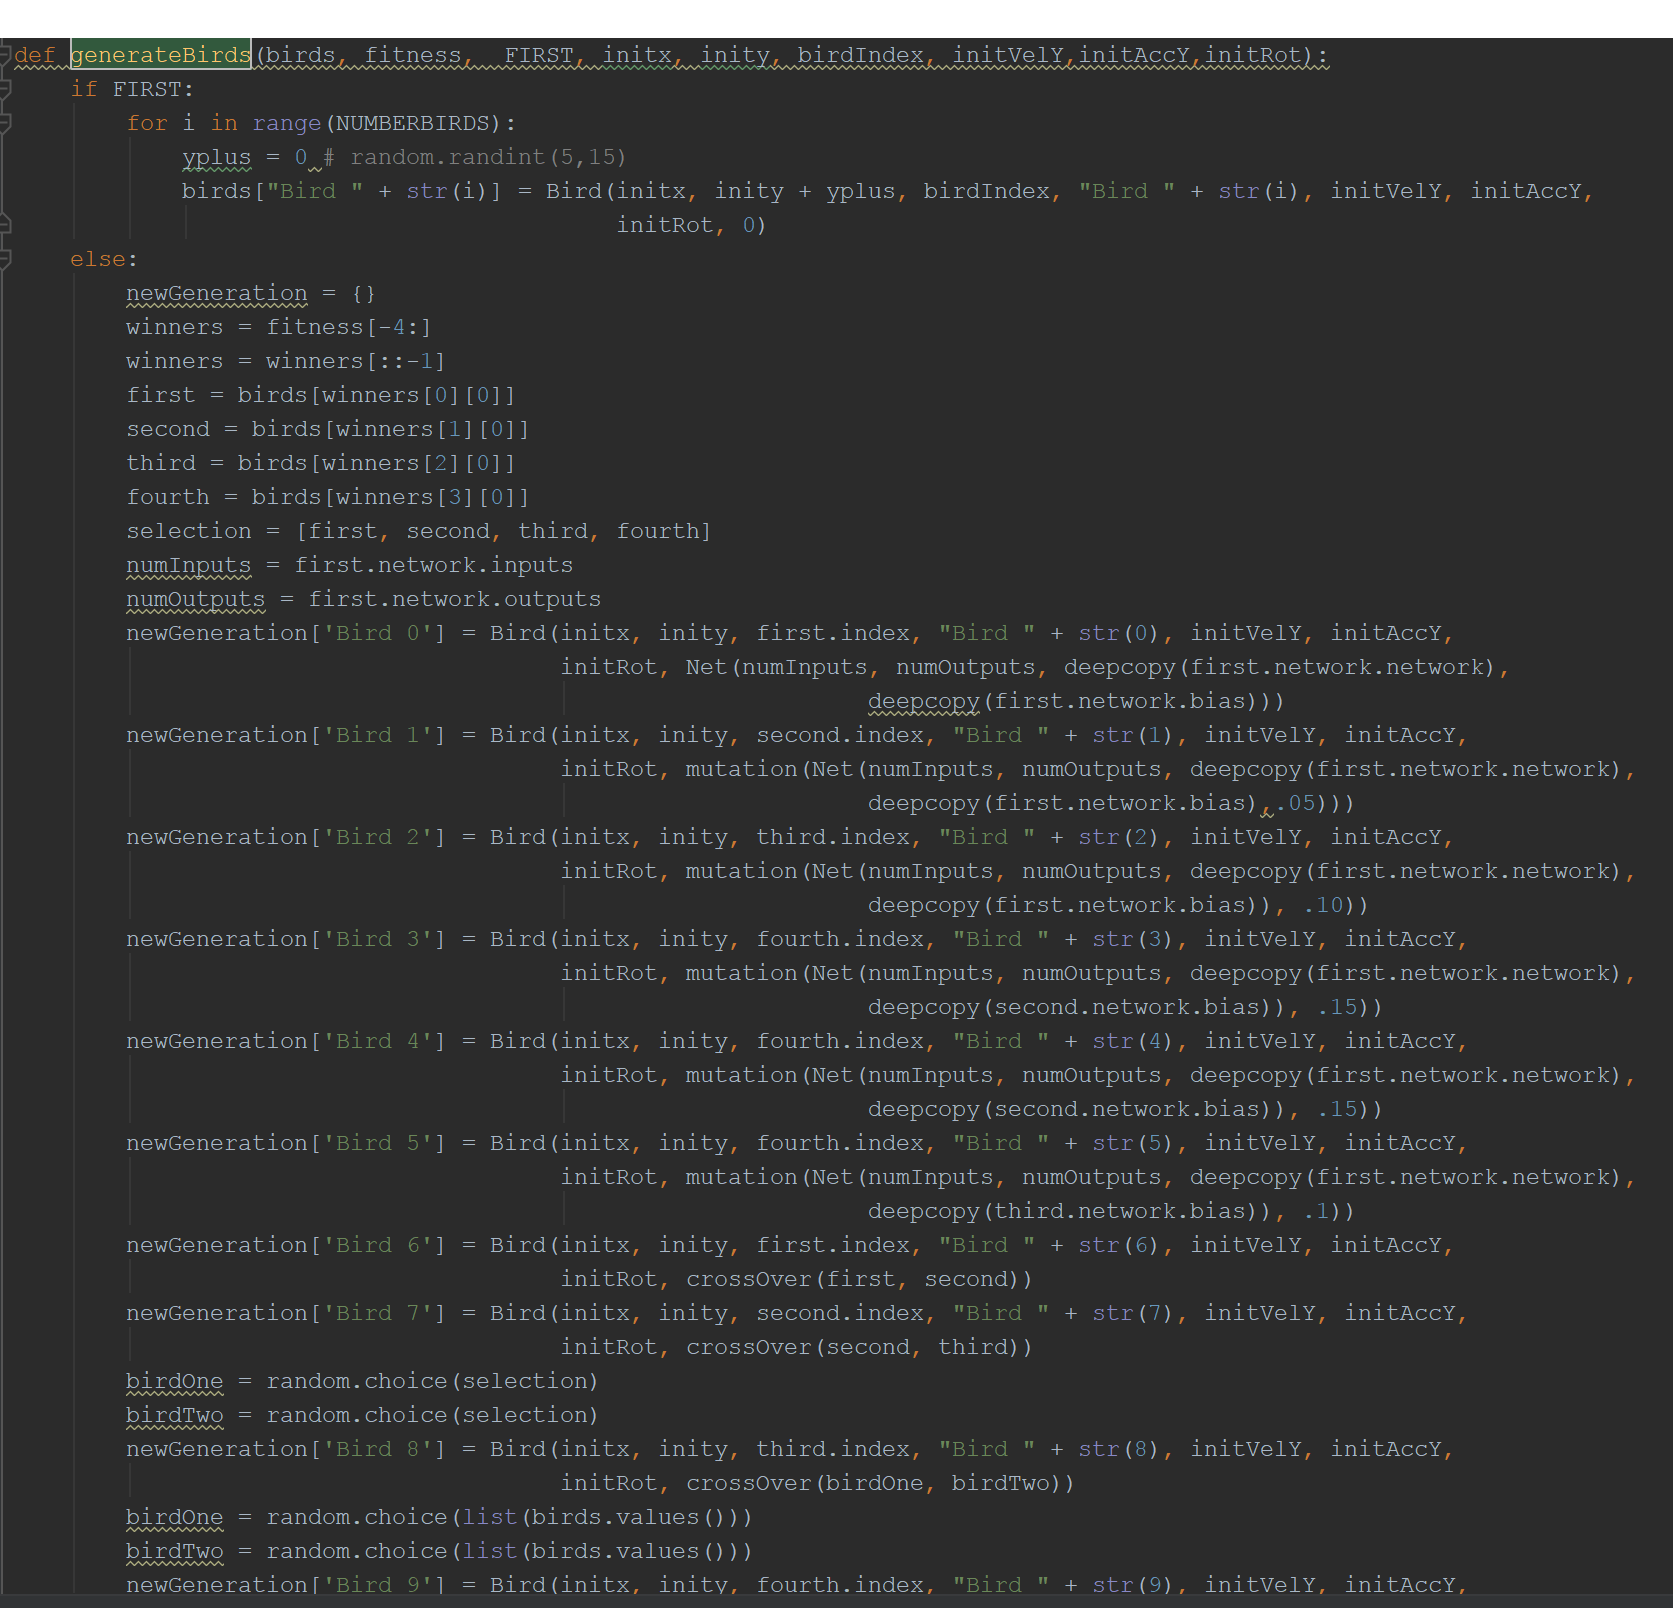 def generateBirds(birds, fitness,  FIRST, initx, inity, birdIndex, initVelY,initAccY,initRot):
    if FIRST:
        for i in range(NUMBERBIRDS):
            yplus = 0 # random.randint(5,15)
            birds["Bird " + str(i)] = Bird(initx, inity + yplus, birdIndex, "Bird " + str(i), initVelY, initAccY,
                                           initRot, 0)
    else:
        newGeneration = {}
        winners = fitness[-4:]
        winners = winners[::-1]
        first = birds[winners[0][0]]
        second = birds[winners[1][0]]
        third = birds[winners[2][0]]
        fourth = birds[winners[3][0]]
        selection = [first, second, third, fourth]
        numInputs = first.network.inputs
        numOutputs = first.network.outputs
        newGeneration['Bird 0'] = Bird(initx, inity, first.index, "Bird " + str(0), initVelY, initAccY,
                                       initRot, Net(numInputs, numOutputs, deepcopy(first.network.network),
                                                    deepcopy(first.network.bias)))
        newGeneration['Bird 1'] = Bird(initx, inity, second.index, "Bird " + str(1), initVelY, initAccY,
                                       initRot, mutation(Net(numInputs, numOutputs, deepcopy(first.network.network),
                                                    deepcopy(first.network.bias),.05)))
        newGeneration['Bird 2'] = Bird(initx, inity, third.index, "Bird " + str(2), initVelY, initAccY,
                                       initRot, mutation(Net(numInputs, numOutputs, deepcopy(first.network.network),
                                                    deepcopy(first.network.bias)), .10))
        newGeneration['Bird 3'] = Bird(initx, inity, fourth.index, "Bird " + str(3), initVelY, initAccY,
                                       initRot, mutation(Net(numInputs, numOutputs, deepcopy(first.network.network),
                                                    deepcopy(second.network.bias)), .15))
        newGeneration['Bird 4'] = Bird(initx, inity, fourth.index, "Bird " + str(4), initVelY, initAccY,
                                       initRot, mutation(Net(numInputs, numOutputs, deepcopy(first.network.network),
                                                    deepcopy(second.network.bias)), .15))
        newGeneration['Bird 5'] = Bird(initx, inity, fourth.index, "Bird " + str(5), initVelY, initAccY,
                                       initRot, mutation(Net(numInputs, numOutputs, deepcopy(first.network.network),
                                                    deepcopy(third.network.bias)), .1))
        newGeneration['Bird 6'] = Bird(initx, inity, first.index, "Bird " + str(6), initVelY, initAccY,
                                       initRot, crossOver(first, second))
        newGeneration['Bird 7'] = Bird(initx, inity, second.index, "Bird " + str(7), initVelY, initAccY,
                                       initRot, crossOver(second, third))
        birdOne = random.choice(selection)
        birdTwo = random.choice(selection)
        newGeneration['Bird 8'] = Bird(initx, inity, third.index, "Bird " + str(8), initVelY, initAccY,
                                       initRot, crossOver(birdOne, birdTwo))
        birdOne = random.choice(list(birds.values()))
        birdTwo = random.choice(list(birds.values()))
        newGeneration['Bird 9'] = Bird(initx, inity, fourth.index, "Bird " + str(9), initVelY, initAccY,